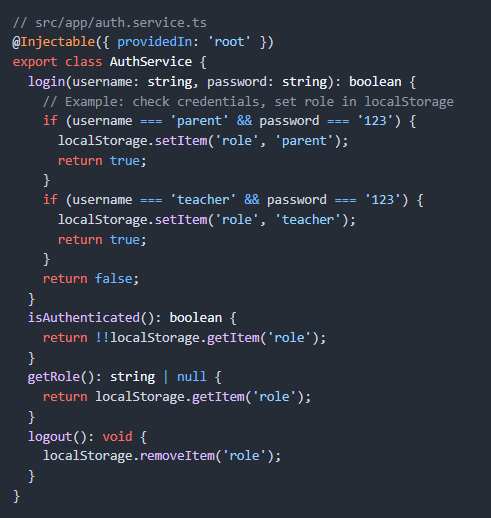 // src/app/auth.service.ts
@Injectable({ providedIn: 'root' })
export class AuthService {
  login(username: string, password: string): boolean {
    // Example: check credentials, set role in localStorage
    if (username === 'parent' && password === '123') {
      localStorage.setItem('role', 'parent');
      return true;
    }
    if (username === 'teacher' && password === '123') {
      localStorage.setItem('role', 'teacher');
      return true;
    }
    return false;
  }
  isAuthenticated(): boolean {
    return !!localStorage.getItem('role');
  }
  getRole(): string | null {
    return localStorage.getItem('role');
  }
  logout(): void {
    localStorage.removeItem('role');
  }
}